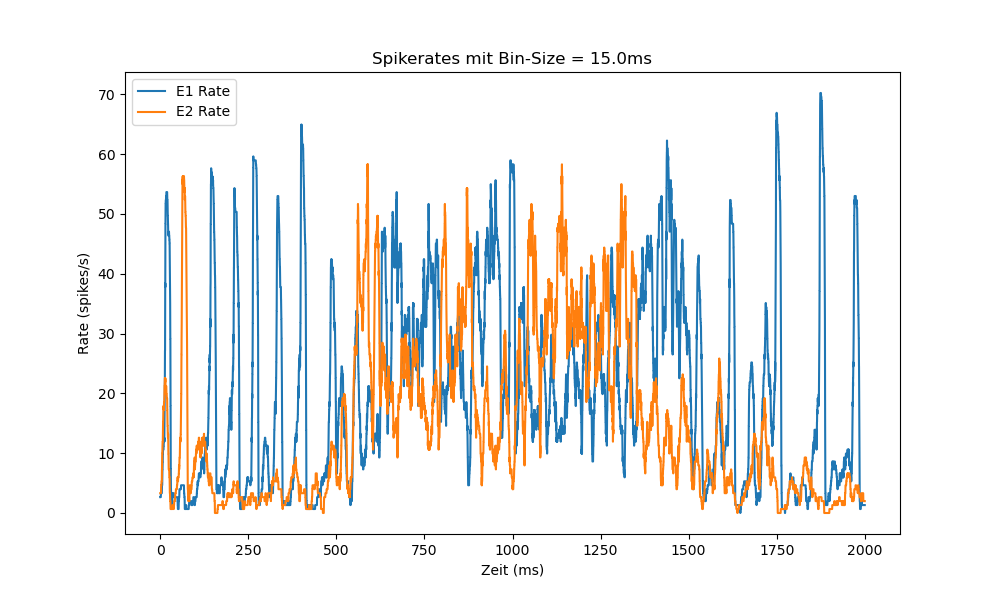 Spikerates mit Bin-Size = 15.0ms
E1 Rate
E2 Rate
Rate (spikes/s)
70
60
50
40
30
20
10
0
0 250 500 750 1000 1250 1500 1750 2000
Zeit (ms)